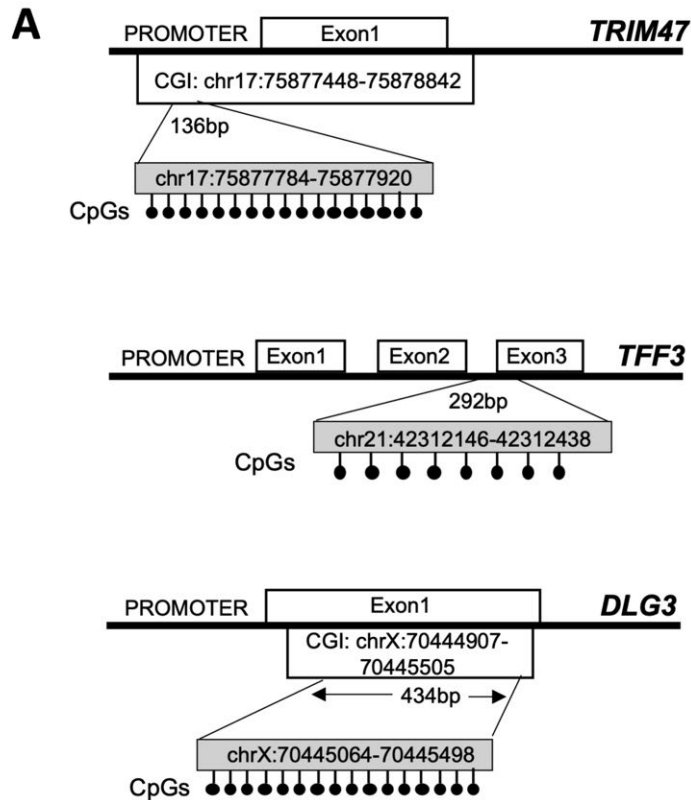 A
PROMOTER Exon1 TRIM47
CGI: chr17:75877448-75878842
136bp
chr17:75877784-75877920
CpGs
PROMOTER Exon1 Exon2 Exon3 TFF3
292bp
chr21:42312146-42312438
CpGs
PROMOTER Exon1 DLG3
CGI: chrX:70444907-
70445505
434bp
chrX:70445064-70445498
CpGs